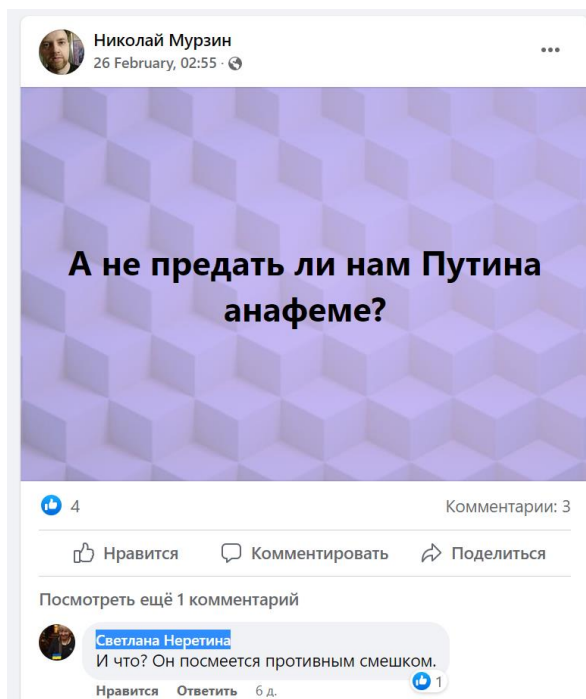 Николай Мурзин
26 February, 02:55 ·
А не предать ли нам Путина
анафеме?
4
Комментарии: 3
Нравится
Комментировать
Поделиться
Посмотреть ещё 1 комментарий
Светлана Неретина
И что? Он посмеется противным смешком.
1
Нравится Ответить 6 д.